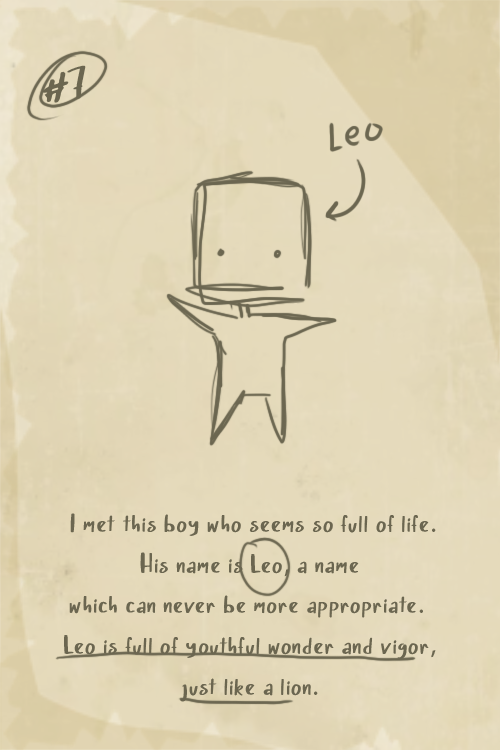 #7
Leo
I met this boy who seems so full of life.
His name is Leo, a name
which can never be more appropriate.
Leo is full of youthful wonder and vigor,
just like a lion.